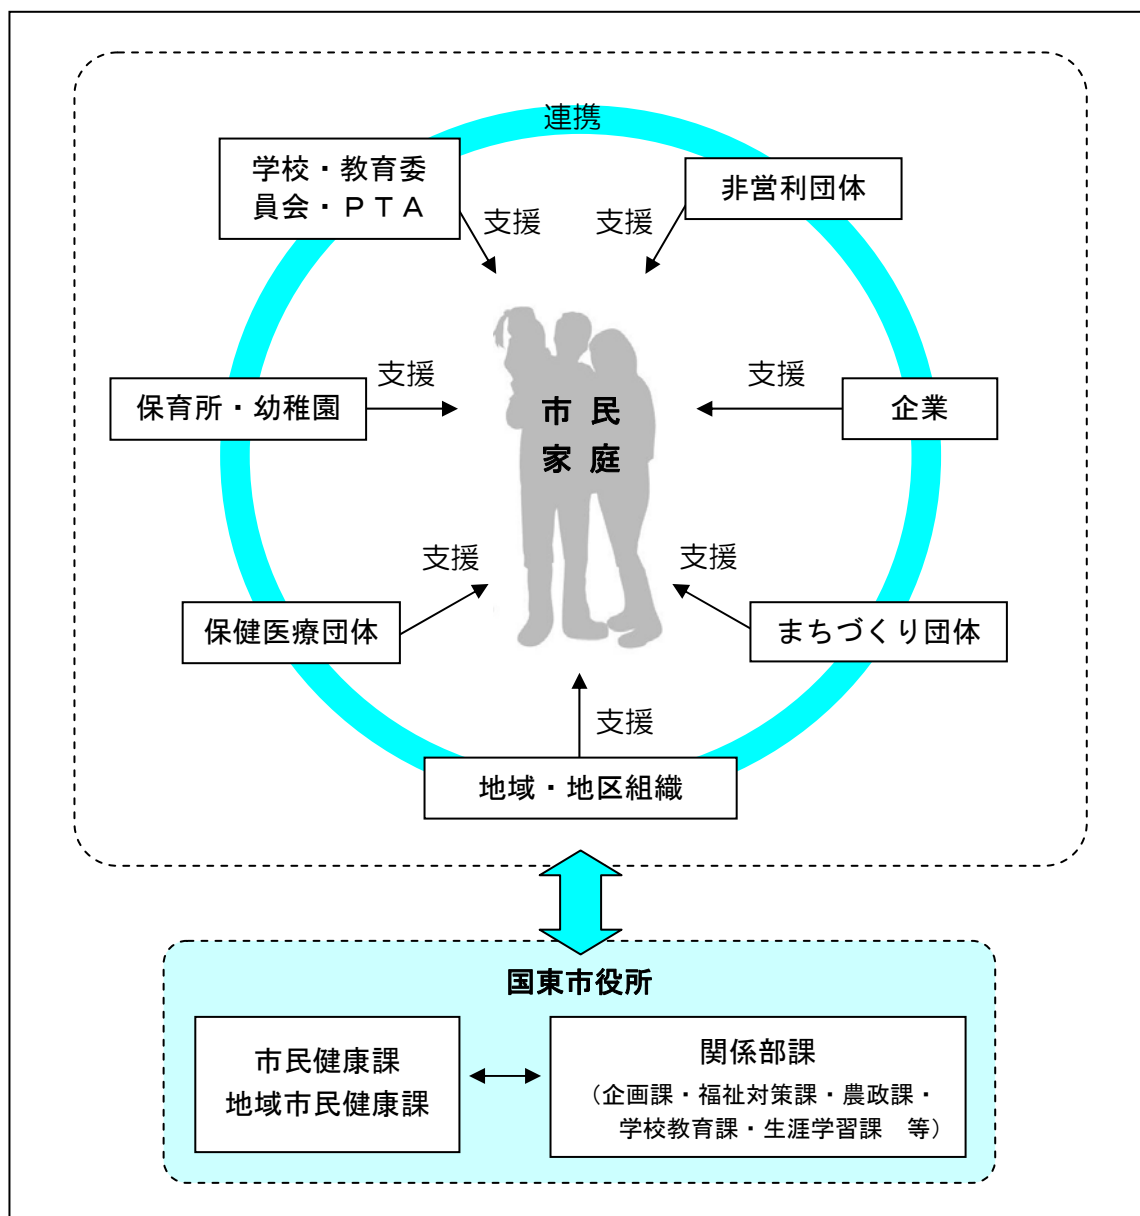 連携
学校・教育委
員会・ＰＴＡ
非営利団体
支援
支援
保育所・幼稚園
支援
支援
企業
市 民
家 庭
支援
支援
保健医療団体
まちづくり団体
支援
地域・地区組織
国東市役所
市民健康課
地域市民健康課
関係部課
（企画課・福祉対策課・農政課・
学校教育課・生涯学習課　等）